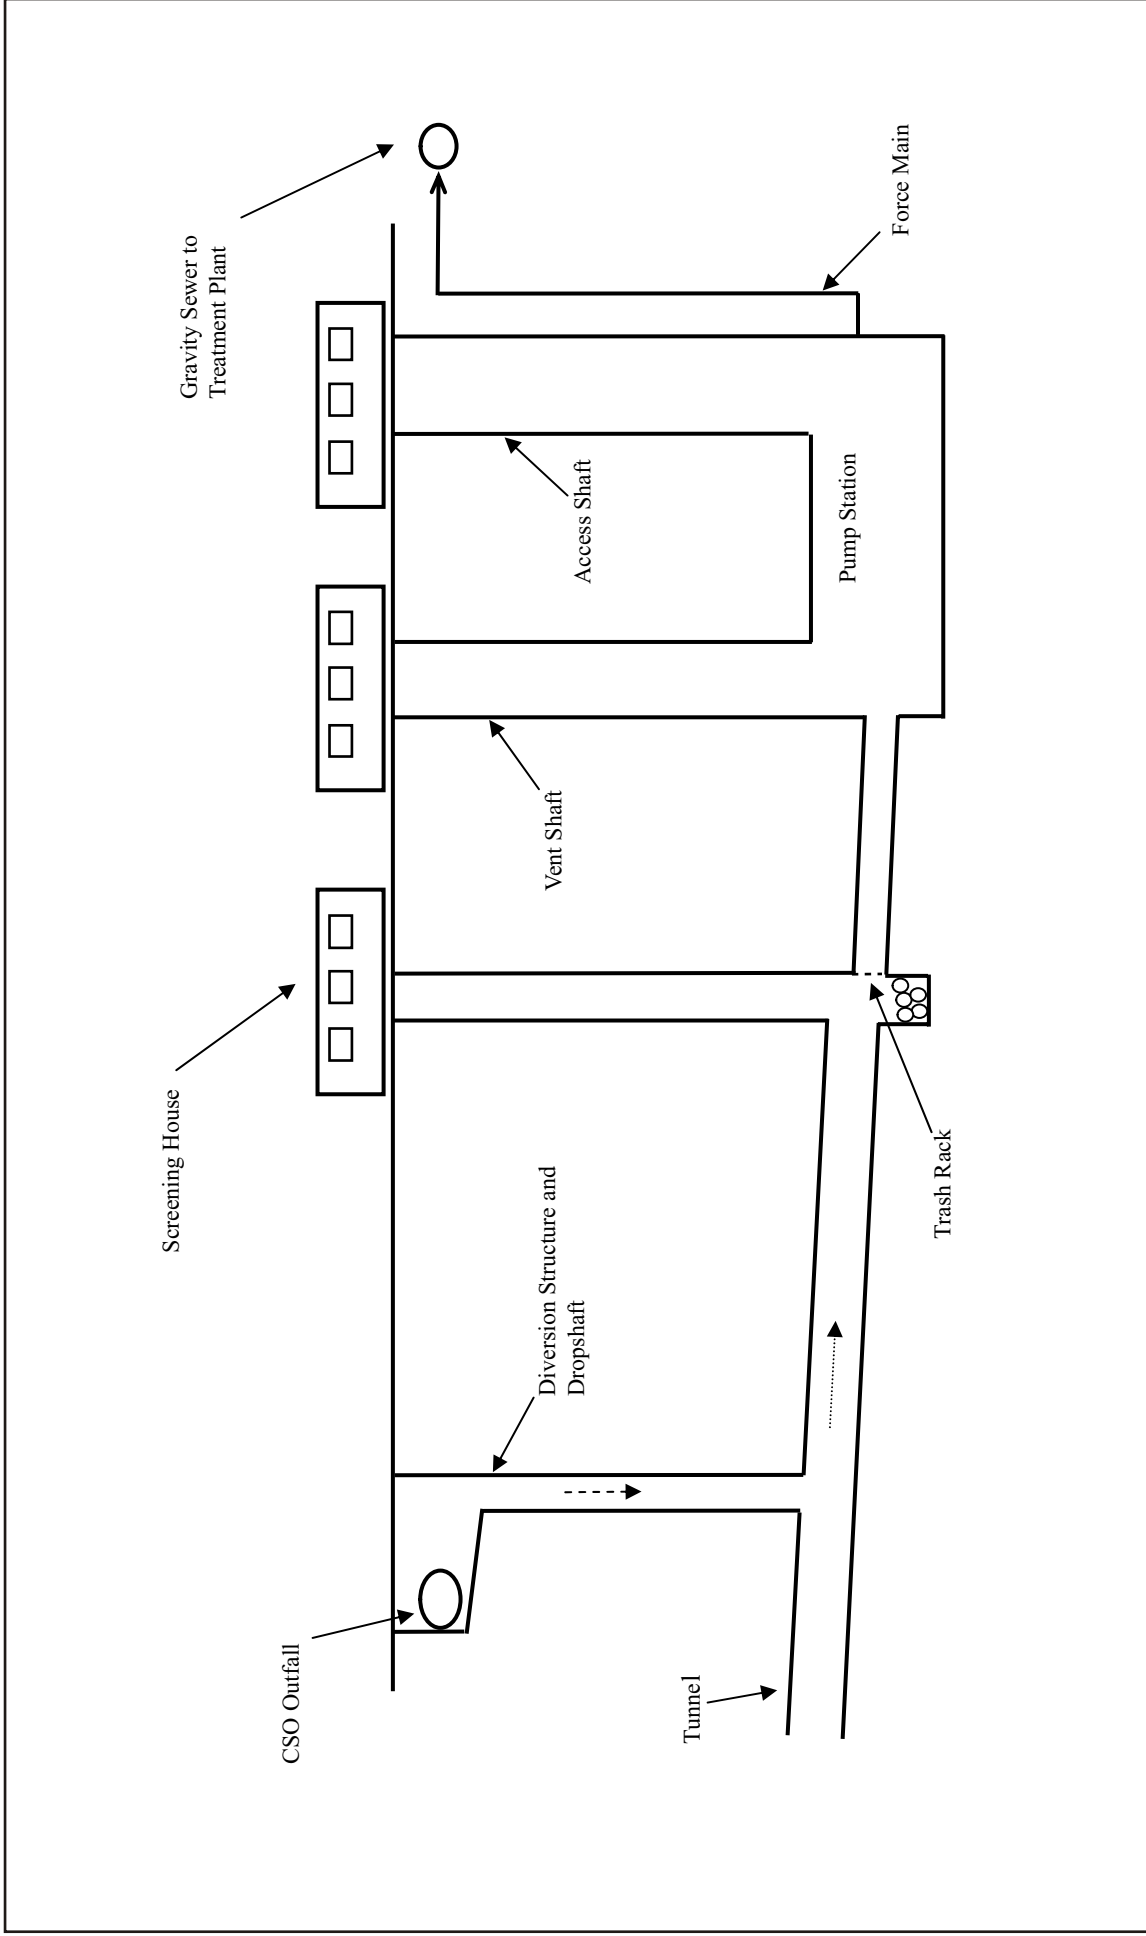 Gravity Sewer to
Treatment Plant
Screening House
CSO Outfall
Diversion Structure and
Dropshaft
Vent Shaft
Access Shaft
Tunnel
Pump Station
Force Main
Trash Rack